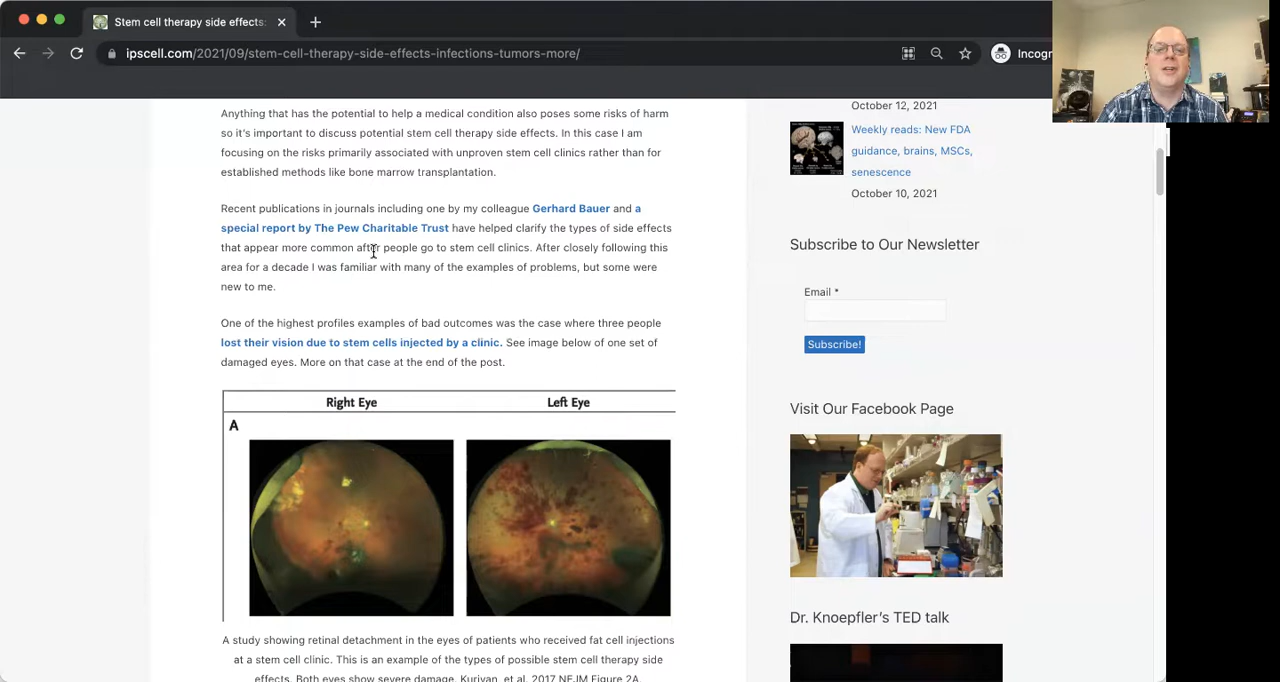 Stem cell therapy side effects:
ipscell.com/2021/09/stem-cell-therapy-side-effects-infections-tumors-more/
Incogn
Anything that has the potential to help a medical condition also poses some risks of harm
so it's important to discuss potential stem cell therapy side effects. In this case I am
focusing on the risks primarily associated with unproven stem cell clinics rather than for
established methods like bone marrow transplantation.
Recent publications in journals including one by my colleague Gerhard Bauer and a
special report by The Pew Charitable Trust have helped clarify the types of side effects
that appear more common after people go to stem cell clinics. After closely following this
area for a decade I was familiar with many of the examples of problems, but some were
new to me.
One of the highest profiles examples of bad outcomes was the case where three people
lost their vision due to stem cells injected by a clinic. See image below of one set of
damaged eyes. More on that case at the end of the post.
Right Eye
Left Eye
A
A study showing retinal detachment in the eyes of patients who received fat cell injections
at a stem cell clinic. This is an example of the types of possible stem cell therapy side
effects. Both eyes show severe damage. Kuriyan, et al. 2017 NEJM Figure 2A.
October 12, 2021
Weekly reads: New FDA
guidance, brains, MSCs,
senescence
October 10, 2021
Subscribe to Our Newsletter
Email *
Subscribe!
Visit Our Facebook Page
Dr. Knoepfler's TED talk